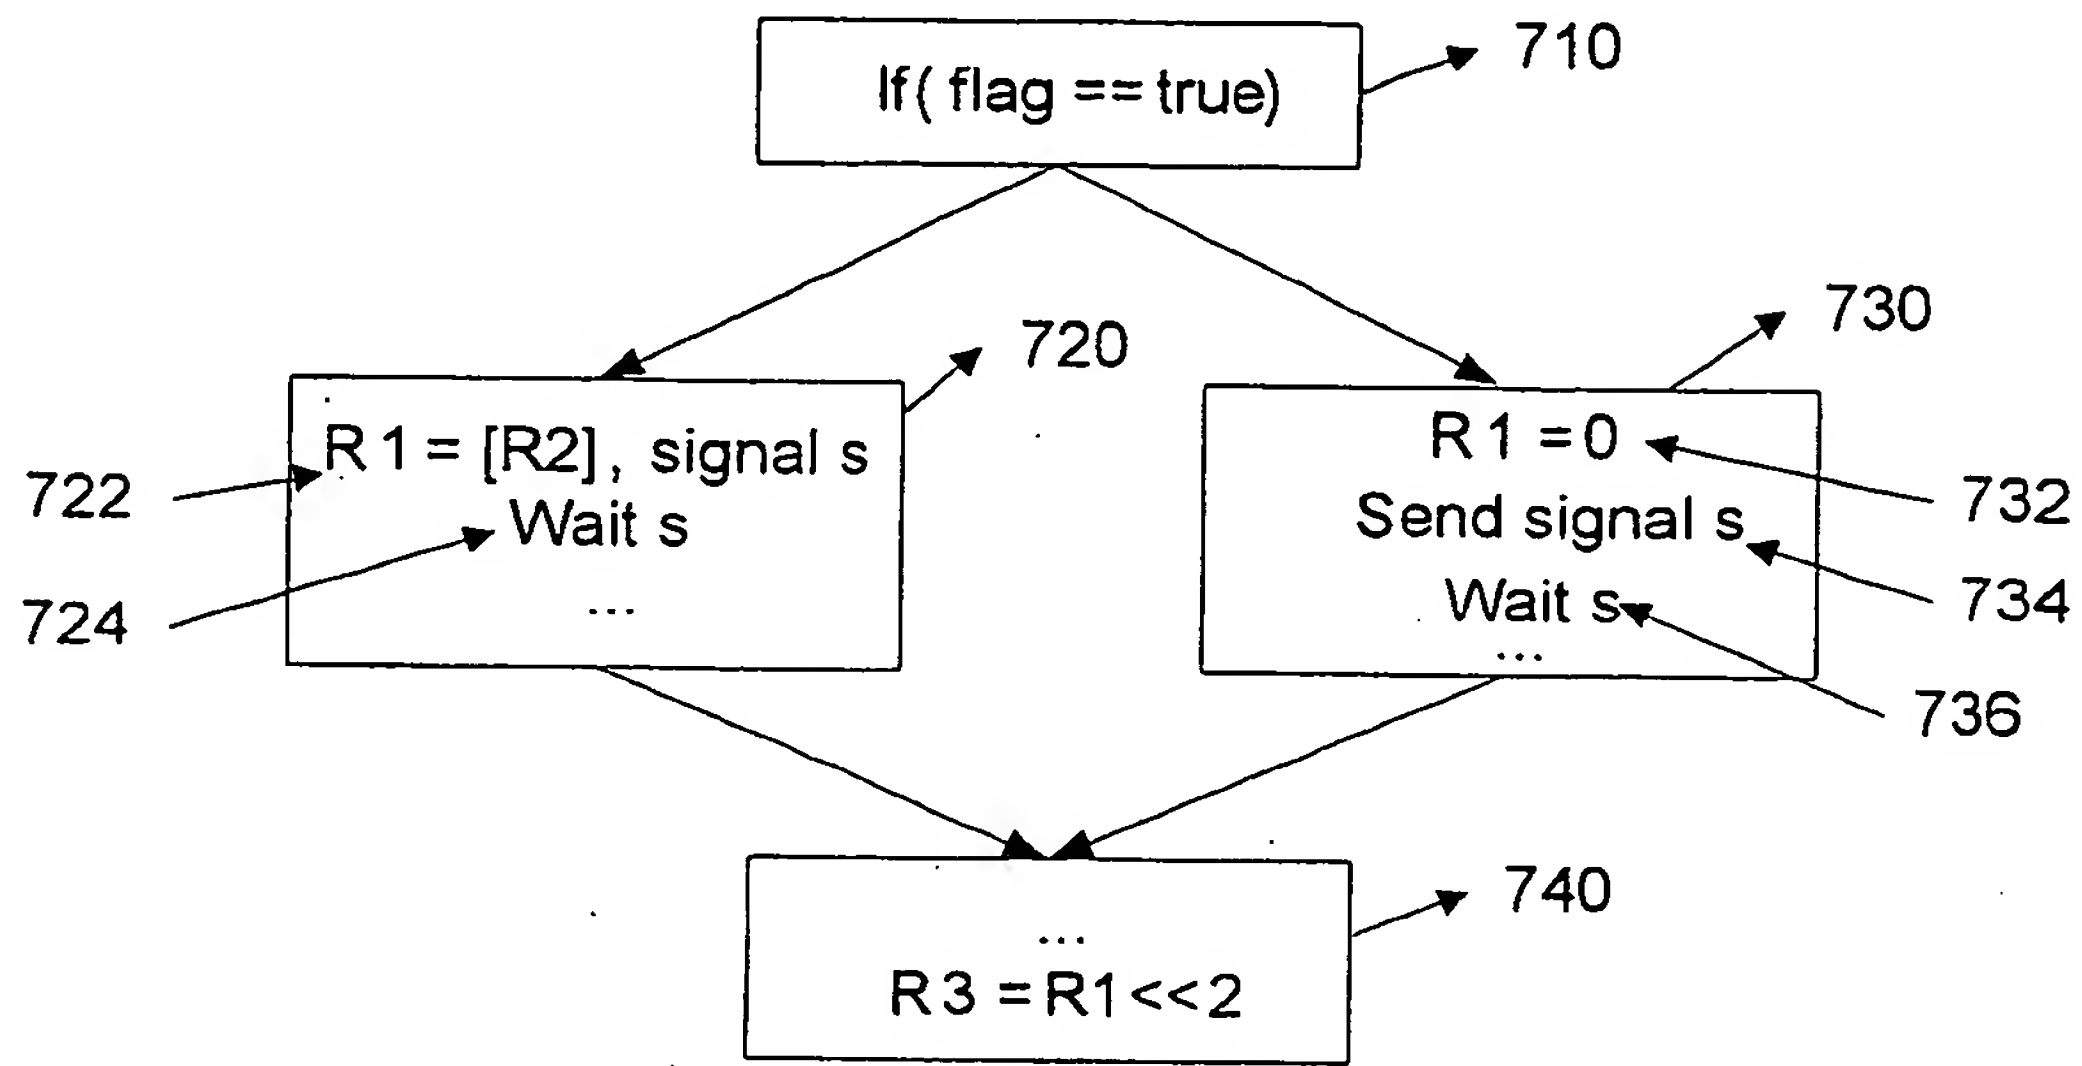 If( flag == true)
710
720
730
R1 = [R2], signal s
Wait s
...
722
724
R1 = 0
Send signal s
Wait s
...
732
734
736
...
R3 = R1<<2
740